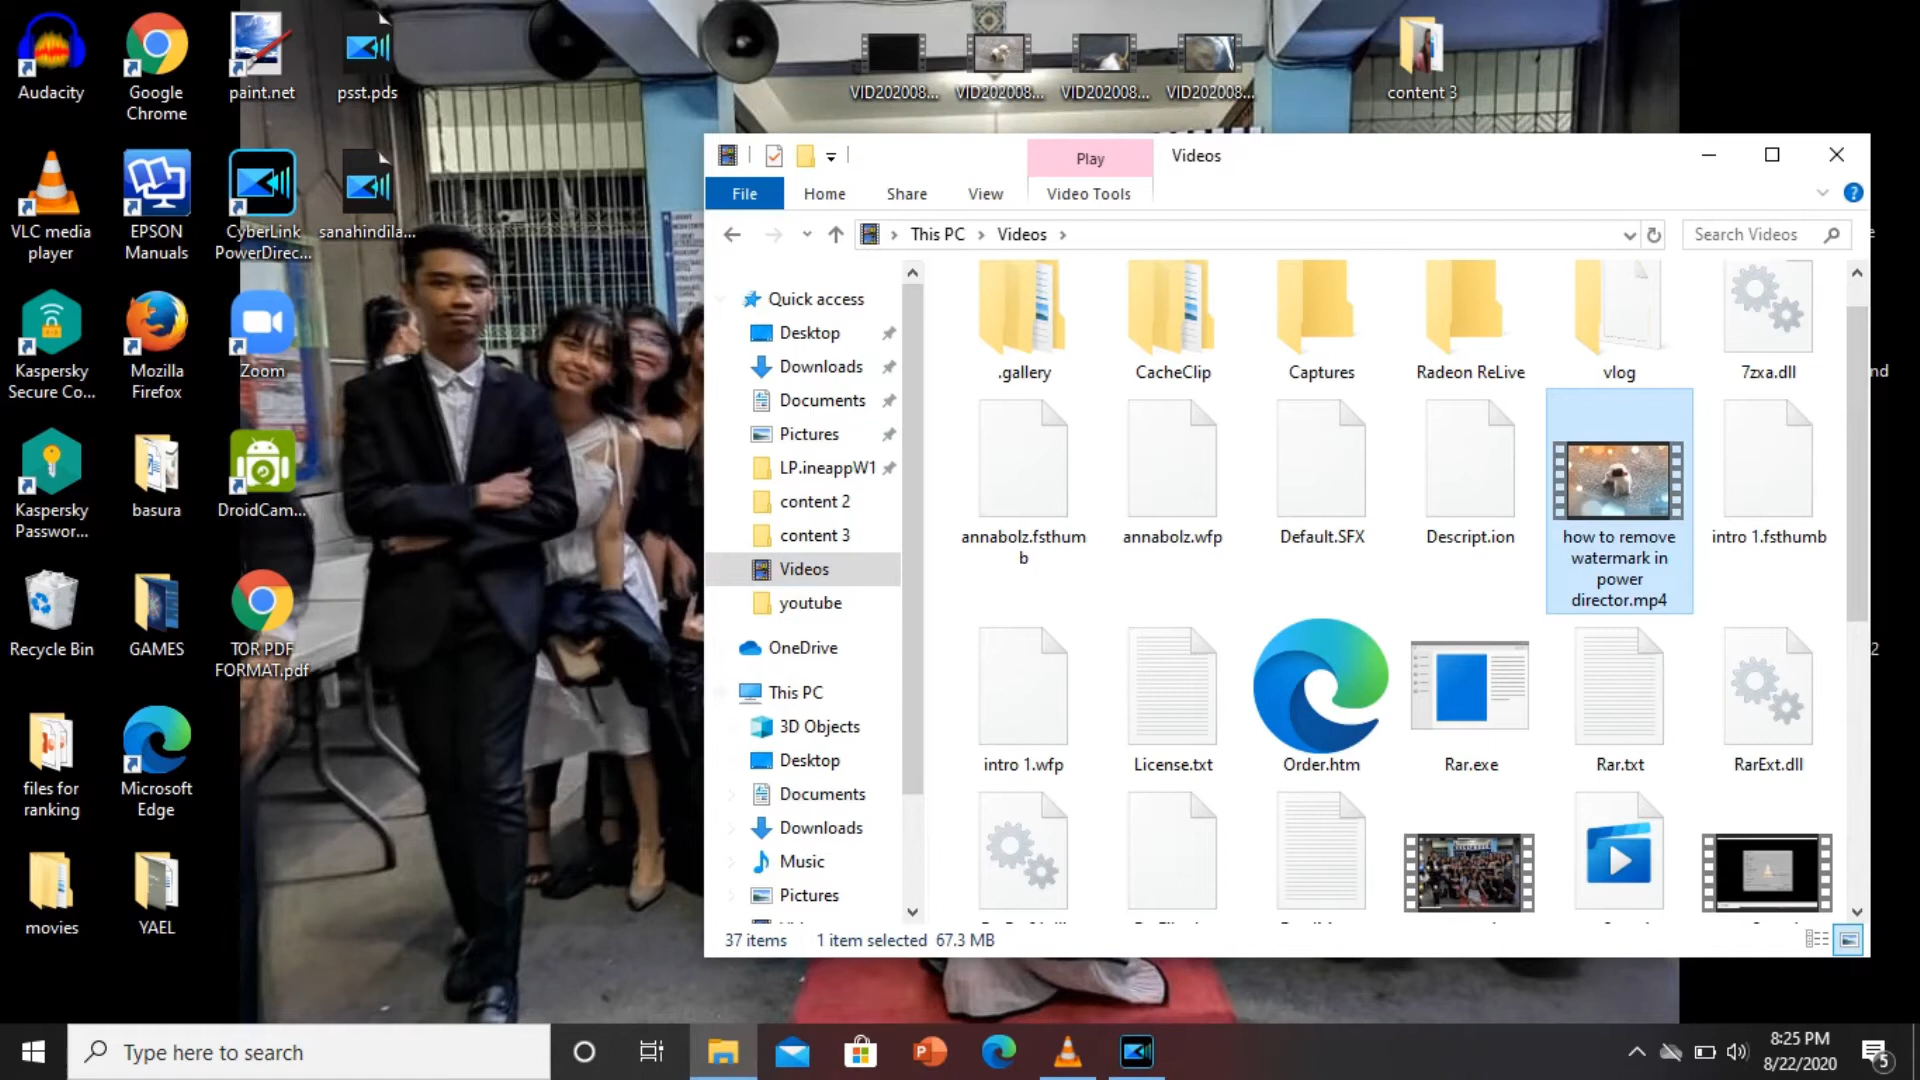 Audacity
Google
Chrome
paint.net
psst.pds
VID202008...
VID202008...
VID202008...
VID202008...
content 3
VLC media
player
EPSON
Manuals
CyberLink
PowerDirec...
sanahindila...
Kaspersky
Secure Co...
Mozilla
Firefox
Zoom
Kaspersky
Passwor...
basura
DroidCam...
Recycle Bin
GAMES
TOR PDF
FORMAT.pdf
files for
ranking
Microsoft
Edge
movies
YAEL
Play
Videos
File
Home
Share
View
Video Tools
This PC
Videos
Search Videos
Quick access
Desktop
Downloads
Documents
Pictures
LP.ineappW1
content 2
content 3
Videos
youtube
OneDrive
This PC
3D Objects
Desktop
Documents
Downloads
Music
Pictures
.gallery
CacheClip
Captures
Radeon ReLive
vlog
7zxa.dll
annabolz.fsthum
b
annabolz.wfp
Default.SFX
Descript.ion
how to remove
watermark in
power
director.mp4
intro 1.fsthumb
intro 1.wfp
License.txt
Order.htm
Rar.exe
Rar.txt
RarExt.dll
37 items
1 item selected 67.3 MB
Type here to search
8:25 PM
8/22/2020
5